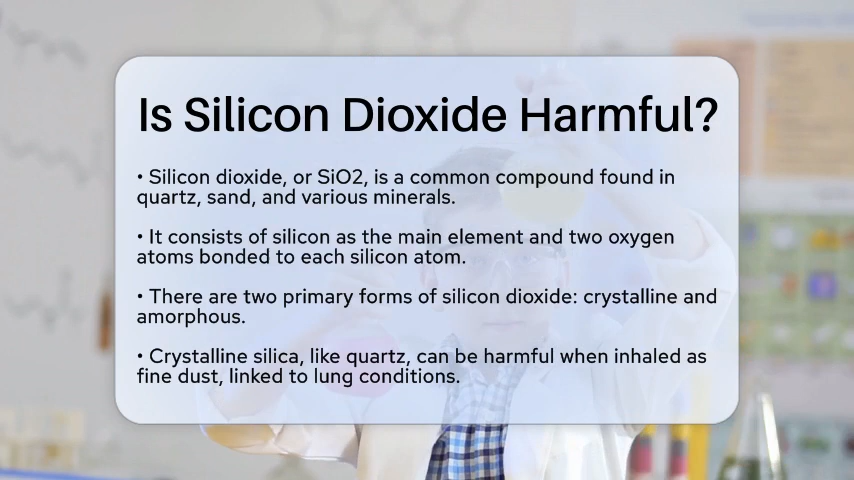 Is Silicon Dioxide Harmful?
• Silicon dioxide, or SiO2, is a common compound found in
quartz, sand, and various minerals.
• It consists of silicon as the main element and two oxygen
atoms bonded to each silicon atom.
• There are two primary forms of silicon dioxide: crystalline and
amorphous.
• Crystalline silica, like quartz, can be harmful when inhaled as
fine dust, linked to lung conditions.